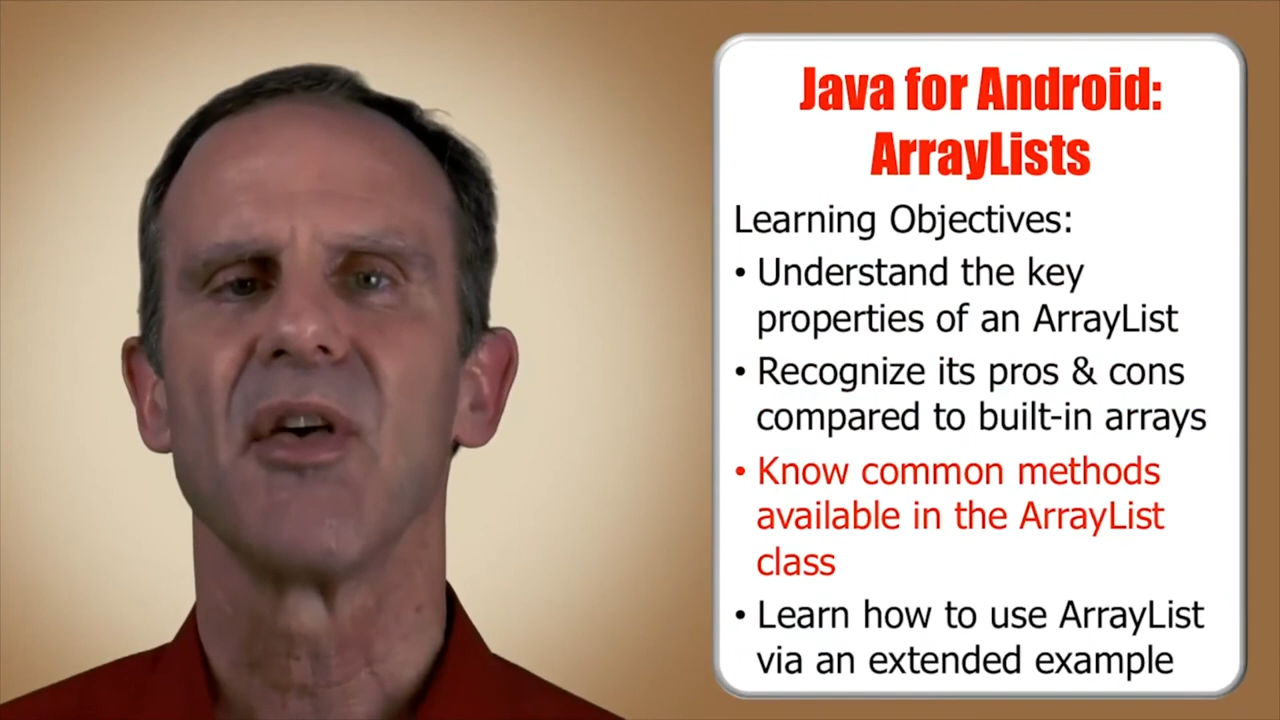 Java for Android:
ArrayLists
Learning Objectives:
• Understand the key
properties of an ArrayList
• Recognize its pros & cons
compared to built-in arrays
• Know common methods
available in the ArrayList
class
• Learn how to use ArrayList
via an extended example